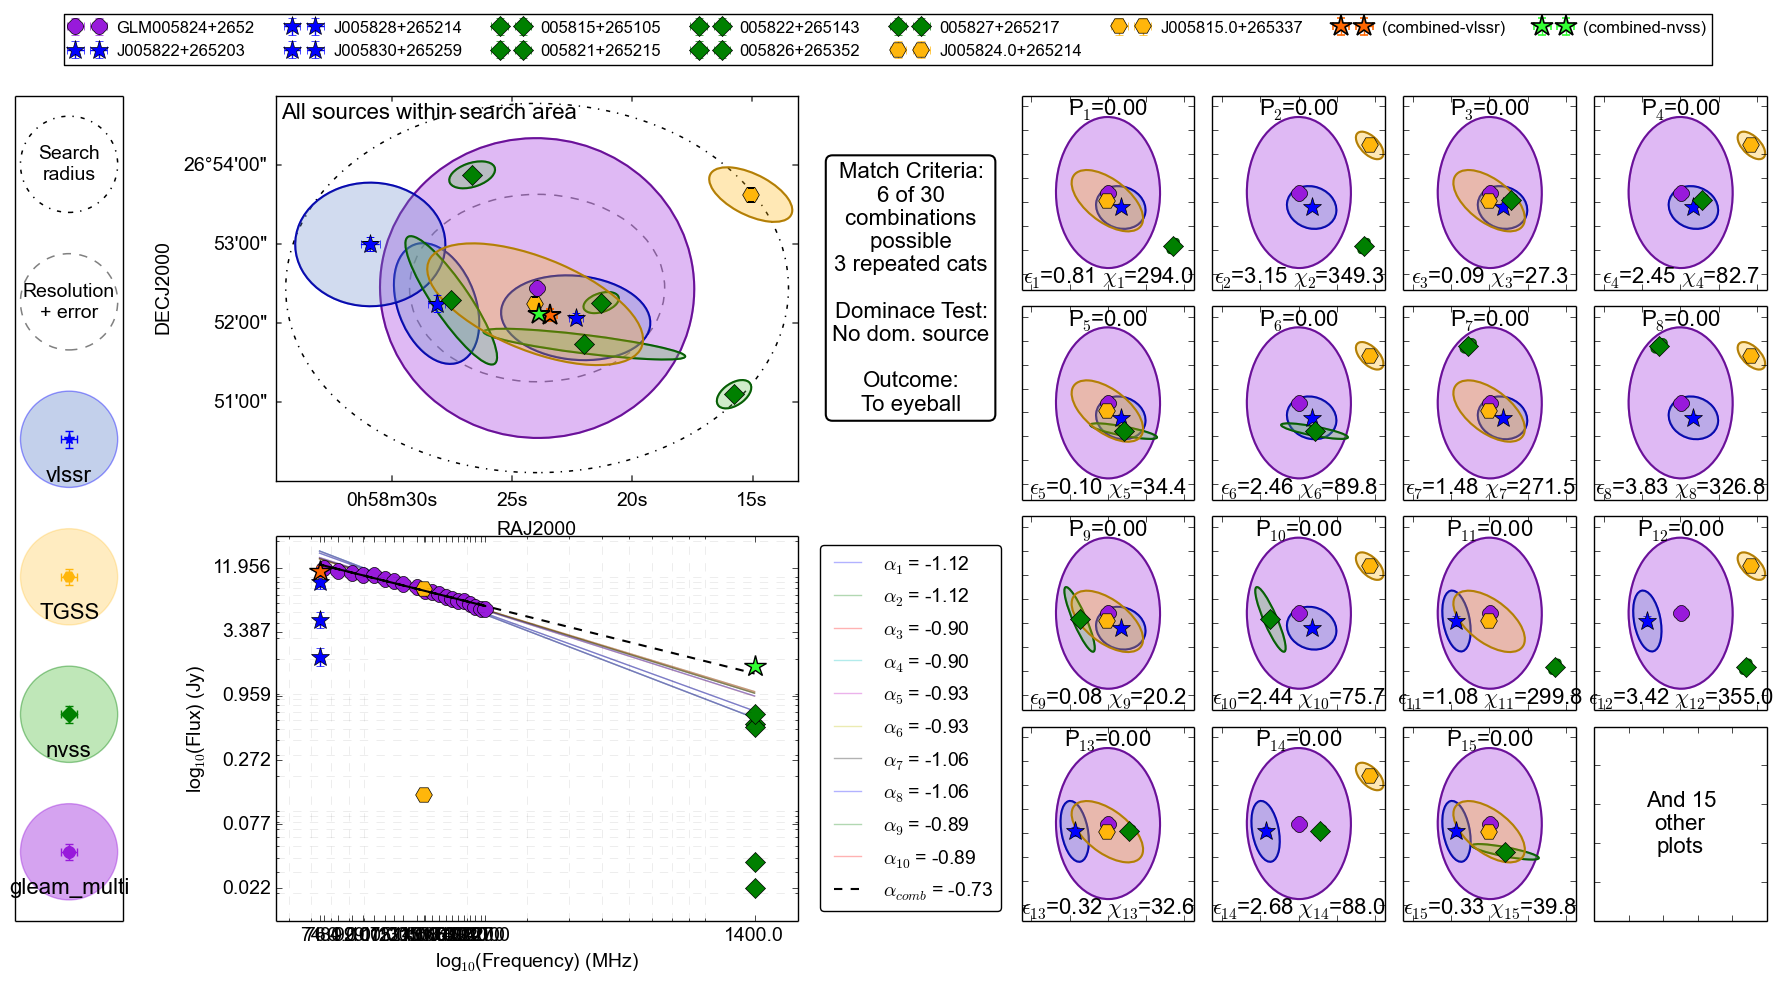 GLM005824+2652 J005828+265214 005815+265105 005822+265143 005827+265217 J005815.0+265337 (combined-vlssr) (combined-nvss)
J005822+265203 J005830+265259 005821+265215 005826+265352 J005824.0+265214
Search
radius
Resolution
+ error
vlssr
TGSS
nvss
gleam_multi
All sources within search area
DECJ2000
26°54'00"
53'00"
52'00"
51'00"
0h58m30s 25s 20s 15s
RAJ2000
Match Criteria:
6 of 30
combinations
possible
3 repeated cats
Dominace Test:
No dom. source
Outcome:
To eyeball
log10(Flux) (Jy)
11.956
3.387
0.959
0.272
0.077
0.022
1400.0
log10(Frequency) (MHz)
α1 = -1.12
α2 = -1.12
α3 = -0.90
α4 = -0.90
α5 = -0.93
α6 = -0.93
α7 = -1.06
α8 = -1.06
α9 = -0.89
α10 = -0.89
αcomb = -0.73
P1=0.00 P2=0.00 P3=0.00 P4=0.00
ϵ1=0.81 χ1=294.0 ϵ2=3.15 χ2=349.3 ϵ3=0.09 χ3=27.3 ϵ4=2.45 χ4=82.7
P5=0.00 P6=0.00 P7=0.00 P8=0.00
ϵ5=0.10 χ5=34.4 ϵ6=2.46 χ6=89.8 ϵ7=1.48 χ7=271.5 ϵ8=3.83 χ8=326.8
P9=0.00 P10=0.00 P11=0.00 P12=0.00
ϵ9=0.08 χ9=20.2 ϵ10=2.44 χ10=75.7 ϵ11=1.08 χ11=299.8 ϵ12=3.42 χ12=355.0
P13=0.00 P14=0.00 P15=0.00
ϵ13=0.32 χ13=32.6 ϵ14=2.68 χ14=88.0 ϵ15=0.33 χ15=39.8
And 15
other
plots